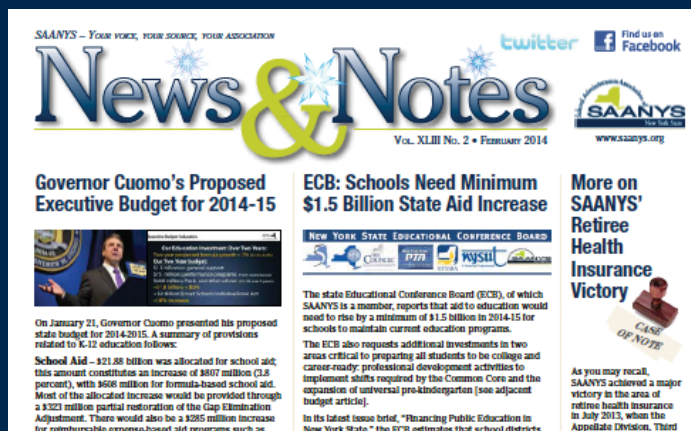 SAANYS – Your voice, your source, your association
twitter
Find us on
Facebook
News & Notes
Vol. XLIII No. 2 • February 2014
SAANYS
New York State
www.saanys.org
Governor Cuomo's Proposed
Executive Budget for 2014-15
Our Education Investment Over Two Years:
Our Two Year Budget:
On January 21, Governor Cuomo presented his proposed
state budget for 2014-2015. A summary of provisions
related to K-12 education follows:
School Aid – $21.88 billion was allocated for school aid;
this amount constitutes an increase of $807 million (3.8
percent), with $608 million for formula-based school aid.
Most of the allocated increase would be provided through
a $323 million partial restoration of the Gap Elimination
Adjustment. There would also be a $285 million increase
for reimbursable expense-based aid programs such as
ECB: Schools Need Minimum
$1.5 Billion State Aid Increase
New York State Educational Conference Board
Council
PTA
nysut
The state Educational Conference Board (ECB), of which
SAANYS is a member, reports that aid to education would
need to rise by a minimum of $1.5 billion in 2014-15 for
schools to maintain current education programs.
The ECB also requests additional investments in two
areas critical to preparing all students to be college and
career-ready: professional development activities to
implement shifts required by the Common Core and the
expansion of universal pre-kindergarten [see adjacent
budget article].
In its latest issue brief, "Financing Public Education in
New York State," the ECB estimates that school districts
More on
SAANYS'
Retiree
Health
Insurance
Victory
CASE
OF NOTE
As you may recall,
SAANYS achieved a major
victory in the area of
retiree health insurance
in July 2013, when the
Appellate Division, Third